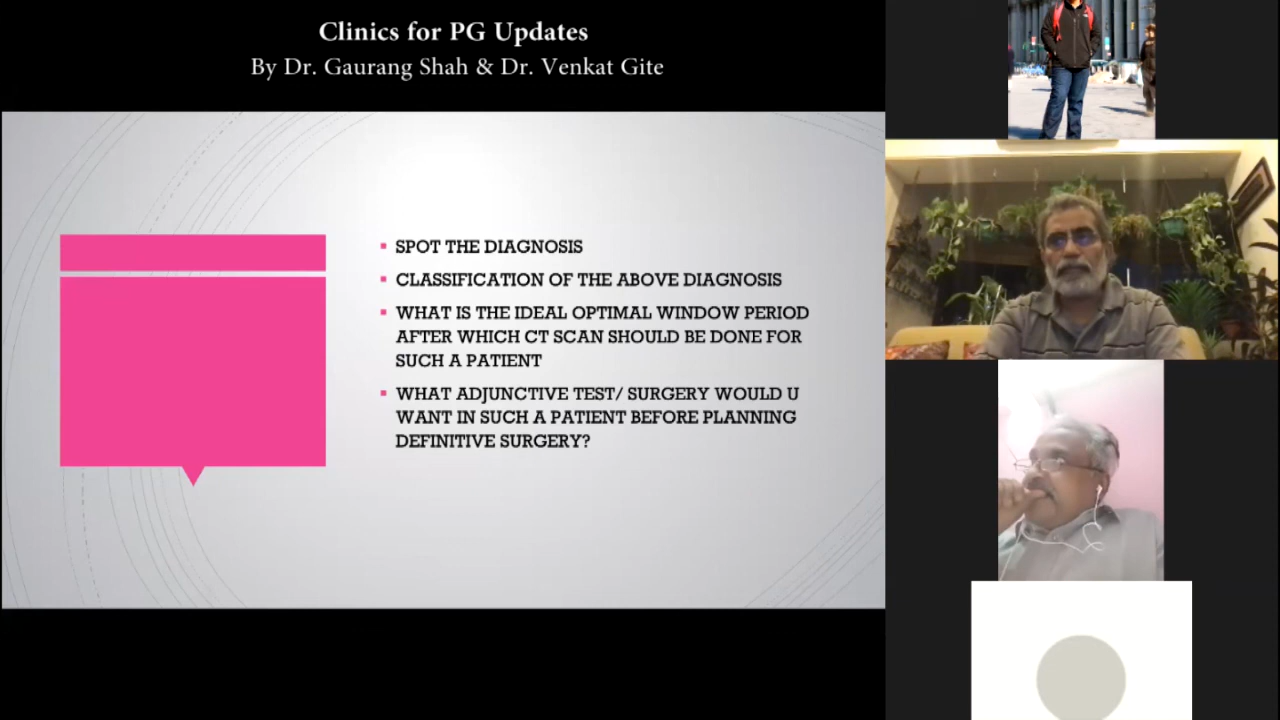 Clinics for PG Updates
By Dr. Gaurang Shah & Dr. Venkat Gite
SPOT THE DIAGNOSIS
CLASSIFICATION OF THE ABOVE DIAGNOSIS
WHAT IS THE IDEAL OPTIMAL WINDOW PERIOD
AFTER WHICH CT SCAN SHOULD BE DONE FOR
SUCH A PATIENT
WHAT ADJUNCTIVE TEST/ SURGERY WOULD U
WANT IN SUCH A PATIENT BEFORE PLANNING
DEFINITIVE SURGERY?